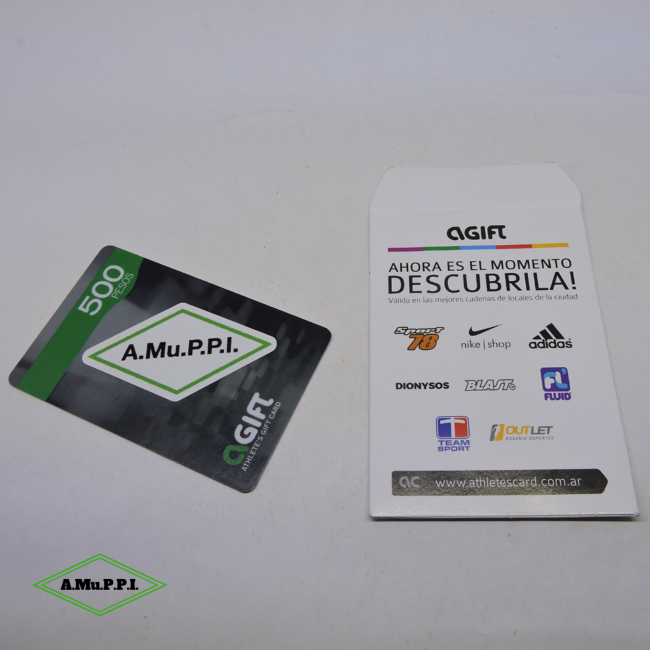 500
PESOS
A.Mu.P.P.I.
AGIFT
ATHLETE'S GIFT CARD
AGIFT
AHORA ES EL MOMENTO
DESCUBRILA!
Válida en las mejores cadenas de locales de la ciudad
Sport 78
nike | shop
adidas
DIONYSOS
BLAST
FLUID
TEAM SPORT
OUTLET
ROSARIO DEPORTES
ac www.athletescard.com.ar
A.Mu.P.P.I.